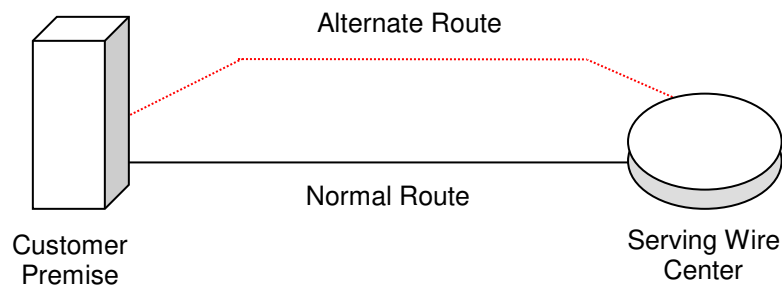 Alternate Route
Normal Route
Customer
Premise
Serving Wire
Center